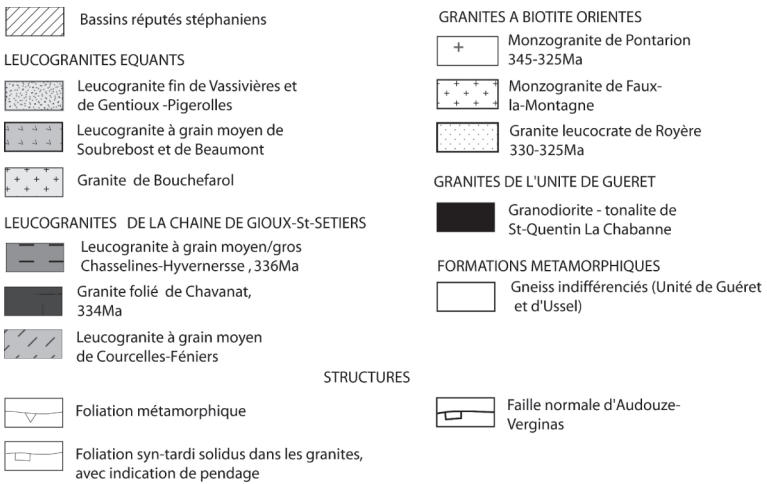 Bassins réputés stéphaniens
LEUCOGRANITES EQUANTS
Leucogranite fin de Vassivières et
de Gentioux -Pigerolles
Leucogranite à grain moyen de
Soubrebost et de Beaumont
Granite de Bouchefarol
LEUCOGRANITES DE LA CHAINE DE GIOUX-St-SETIERS
Leucogranite à grain moyen/gros
Chasselines-Hyvernersse , 336Ma
Granite folié de Chavanat,
334Ma
Leucogranite à grain moyen
de Courcelles-Féniers
GRANITES A BIOTITE ORIENTES
Monzogranite de Pontarion
345-325Ma
Monzogranite de Faux-
la-Montagne
Granite leucocrate de Royère
330-325Ma
GRANITES DE L'UNITE DE GUERET
Granodiorite - tonalite de
St-Quentin La Chabanne
FORMATIONS METAMORPHIQUES
Gneiss indifférenciés (Unité de Guéret
et d'Ussel)
STRUCTURES
Foliation métamorphique
Foliation syn-tardi solidus dans les granites,
avec indication de pendage
Faille normale d'Audouze-
Verginas